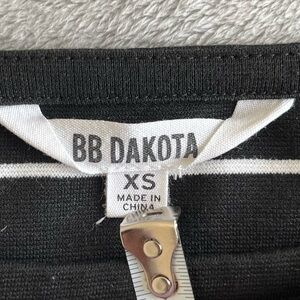 BB DAKOTA
XS
MADE IN
CHINA